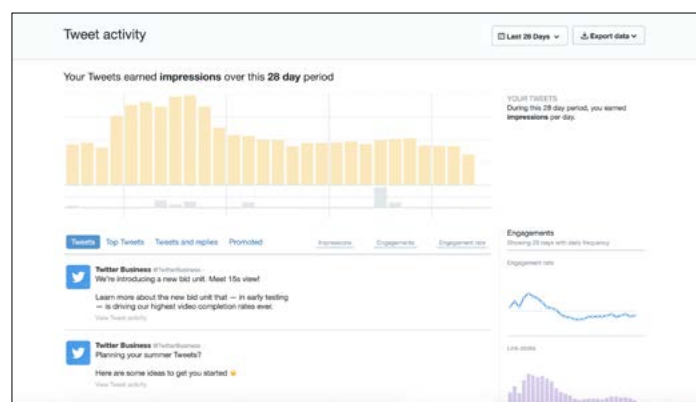 Tweet activity
Last 28 Days
Export data
Your Tweets earned impressions over this 28 day period
YOUR TWEETS
During this 28 day period, you earned
impressions per day.
Tweets Top Tweets Tweets and replies Promoted Impressions Engagements Engagement rate
Twitter Business @TwitterBusiness
We're introducing a new bid unit. Meet 15s view!
Learn more about the new bid unit that — in early testing
— is driving our highest video completion rates ever.
View Tweet activity
Twitter Business @TwitterBusiness
Planning your summer Tweets?
Here are some ideas to get you started
View Tweet activity
Engagements
Showing 28 days with daily frequency
Engagement rate
Link clicks